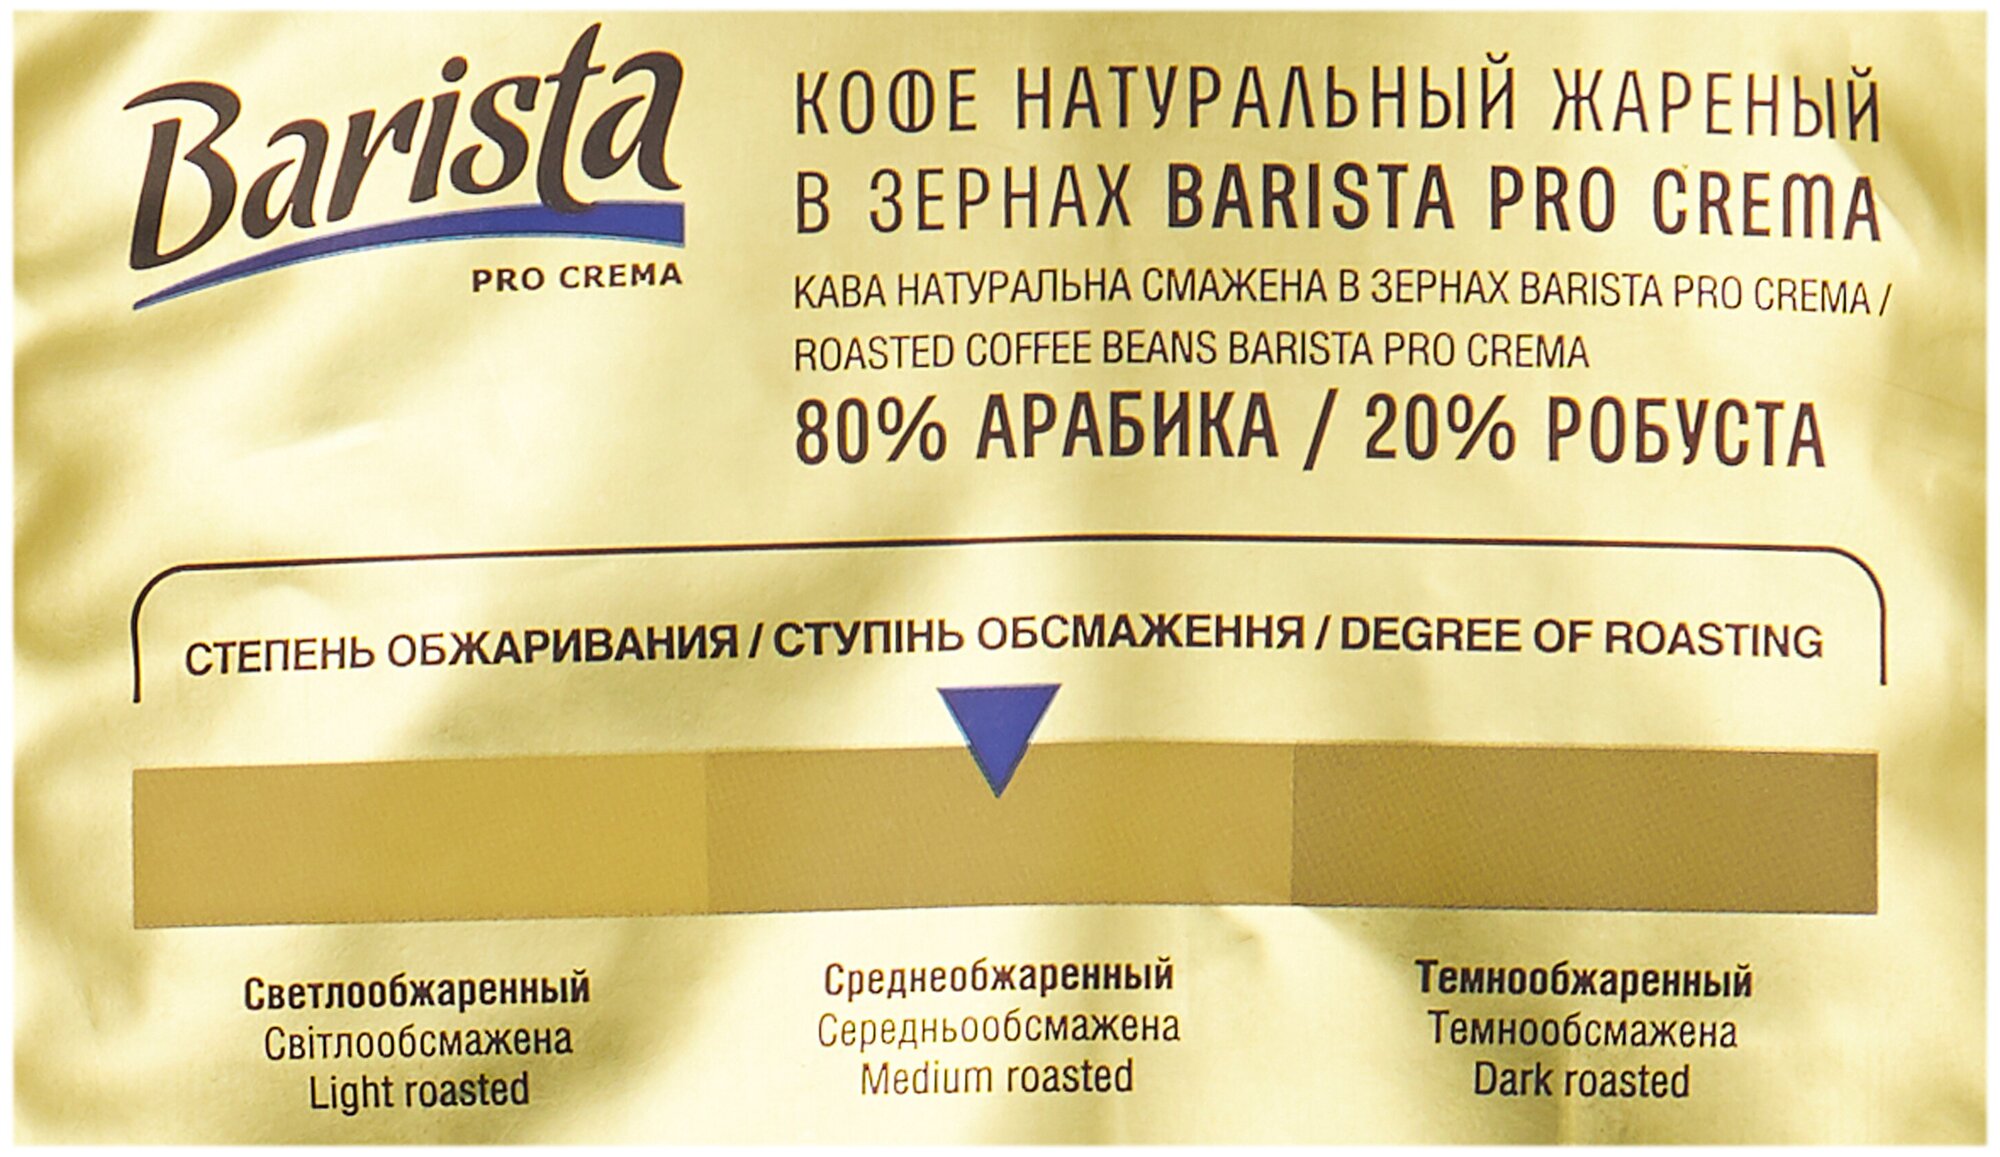 Barista
PRO CREMA
КОФЕ НАТУРАЛЬНЫЙ ЖАРЕНЫЙ
В ЗЕРНАХ BARISTA PRO CREMA
КАВА НАТУРАЛЬНА СМАЖЕНА В ЗЕРНАХ BARISTA PRO CREMA /
ROASTED COFFEE BEANS BARISTA PRO CREMA
80% АРАБИКА / 20% РОБУСТА
СТЕПЕНЬ ОБЖАРИВАНИЯ / СТУПІНЬ ОБСМАЖЕННЯ / DEGREE OF ROASTING
Светлообжаренный
Світлообсмажена
Light roasted
Среднеобжаренный
Середньообсмажена
Medium roasted
Темнообжаренный
Темнообсмажена
Dark roasted